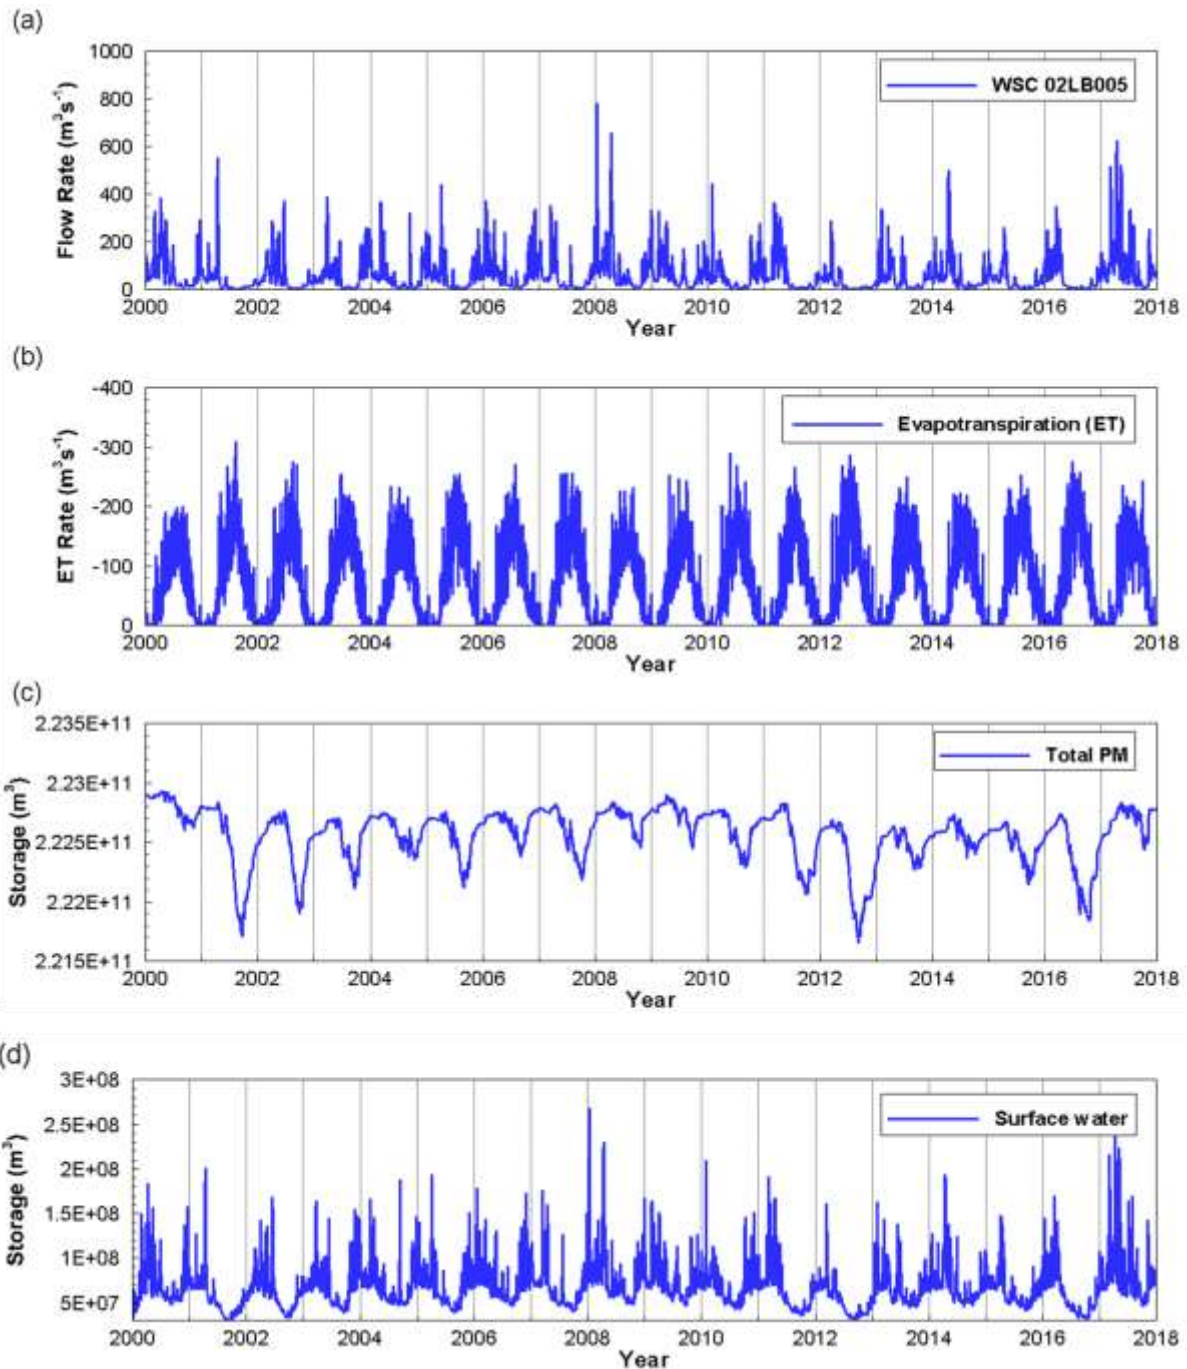 (a)
1000
800
600
400
200
0
Flow Rate (m³s⁻¹)
WSC 02LB005
2000 2002 2004 2006 2008 2010 2012 2014 2016 2018
Year
(b)
-400
-300
-200
-100
0
ET Rate (m³s⁻¹)
Evapotranspiration (ET)
2000 2002 2004 2006 2008 2010 2012 2014 2016 2018
Year
(c)
2.235E+11
2.23E+11
2.225E+11
2.22E+11
2.215E+11
Storage (m³)
Total PM
2000 2002 2004 2006 2008 2010 2012 2014 2016 2018
Year
(d)
3E+08
2.5E+08
2E+08
1.5E+08
1E+08
5E+07
Storage (m³)
Surface water
2000 2002 2004 2006 2008 2010 2012 2014 2016 2018
Year